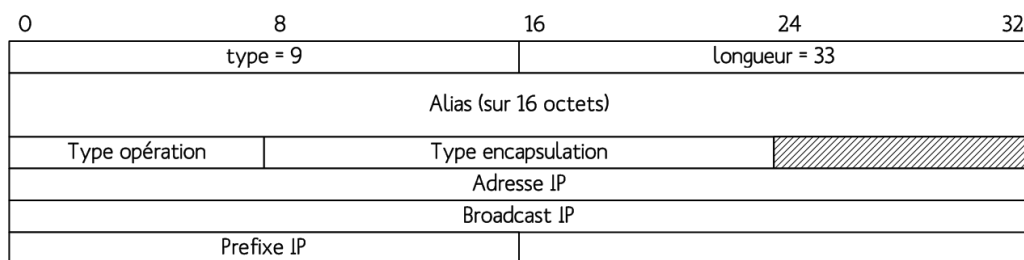 0 8 16 24 32
type = 9 longueur = 33
Alias (sur 16 octets)
Type opération Type encapsulation
Adresse IP
Broadcast IP
Prefixe IP